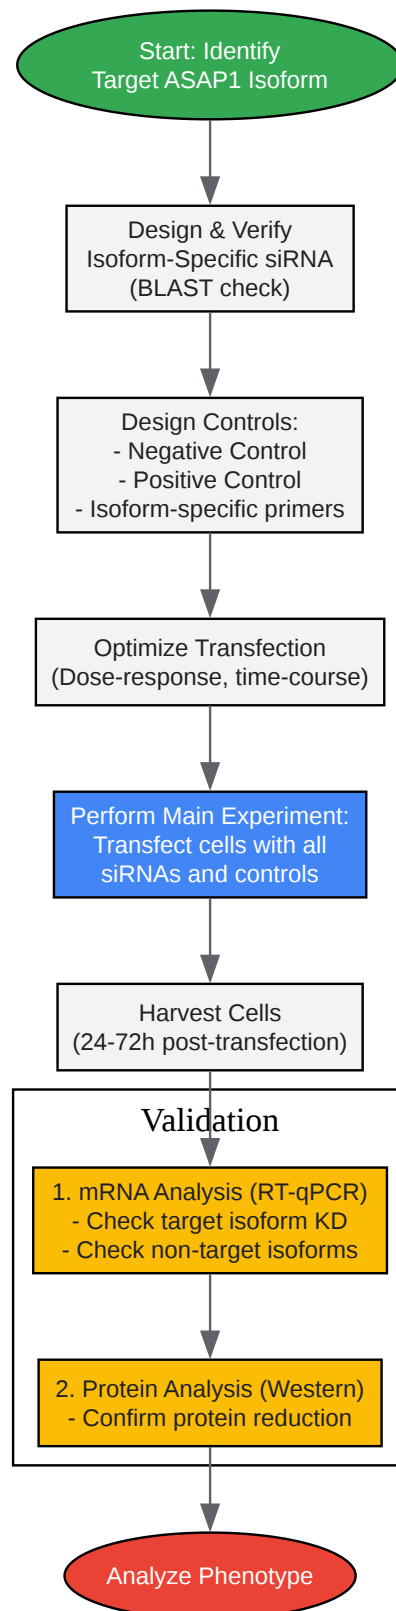 Start: Identify
Target ASAP1 Isoform
Design & Verify
Isoform-Specific siRNA
(BLAST check)
Design Controls:
- Negative Control
- Positive Control
- Isoform-specific primers
Optimize Transfection
(Dose-response, time-course)
Perform Main Experiment:
Transfect cells with all
siRNAs and controls
Harvest Cells
(24-72h post-transfection)
Validation
1. mRNA Analysis (RT-qPCR)
- Check target isoform KD
- Check non-target isoforms
2. Protein Analysis (Western)
- Confirm protein reduction
Analyze Phenotype